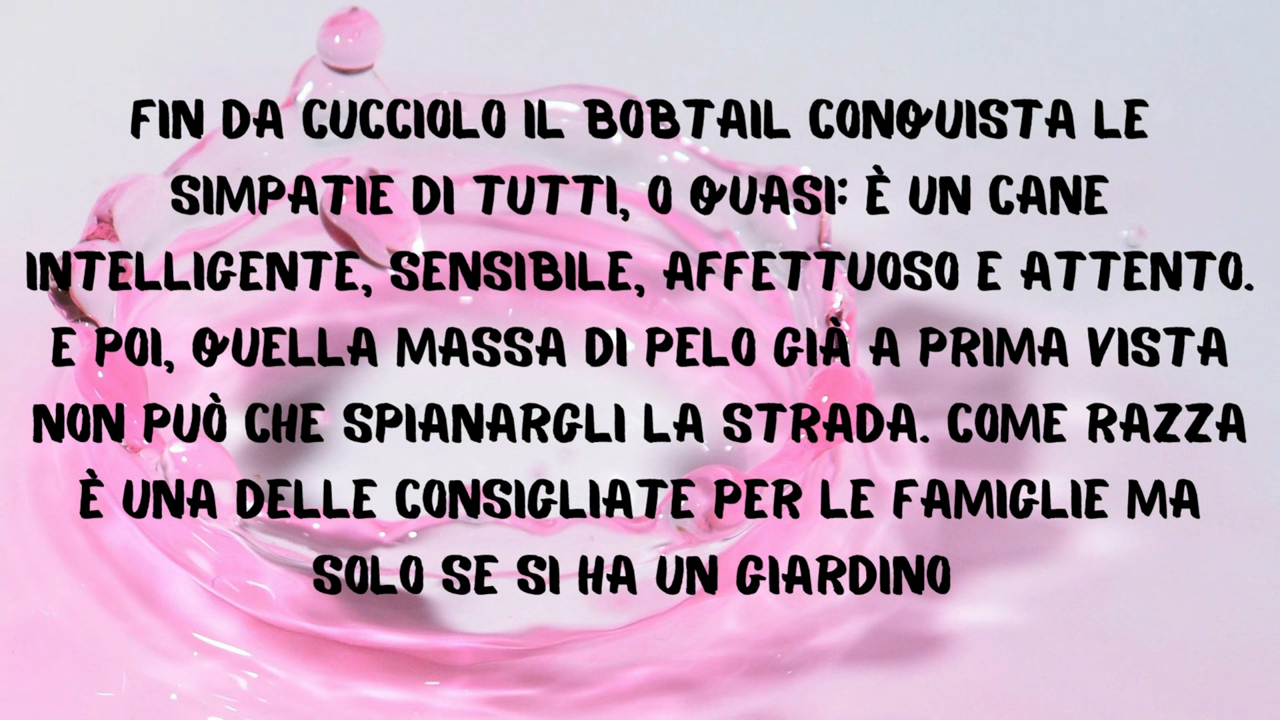 FIN DA CUCCIOLO IL BOBTAIL CONQUISTA LE
SIMPATIE DI TUTTI, O QUASI: È UN CANE
INTELLIGENTE, SENSIBILE, AFFETTUOSO E ATTENTO.
E POI, QUELLA MASSA DI PELO GIÀ A PRIMA VISTA
NON PUÒ CHE SPIANARGLI LA STRADA. COME RAZZA
È UNA DELLE CONSIGLIATE PER LE FAMIGLIE MA
SOLO SE SI HA UN GIARDINO